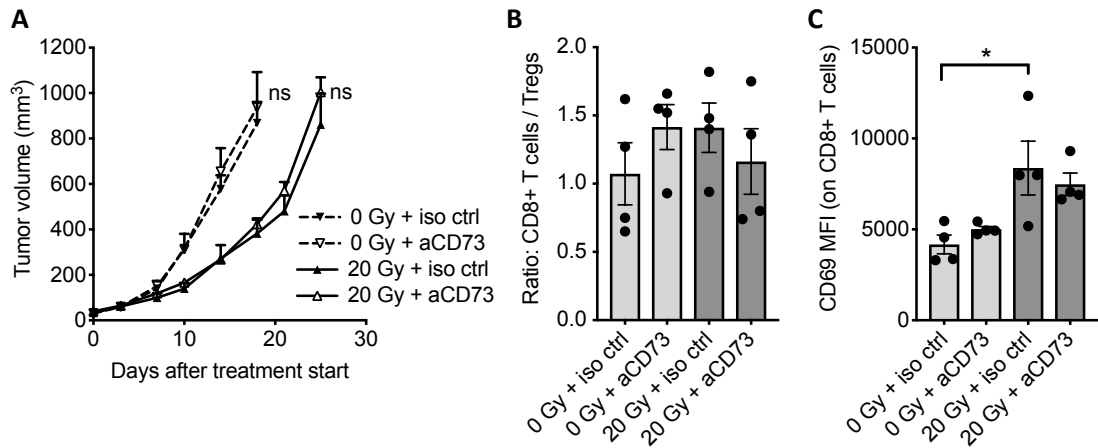 A
Tumor volume (mm³)
1200
1000
800
600
400
200
0
0
10
20
30
Days after treatment start
ns
ns
0 Gy + iso ctrl
0 Gy + aCD73
20 Gy + iso ctrl
20 Gy + aCD73
B
Ratio: CD8+ T cells / Tregs
2.0
1.5
1.0
0.5
0.0
0 Gy + iso ctrl
0 Gy + aCD73
20 Gy + iso ctrl
20 Gy + aCD73
C
CD69 MFI (on CD8+ T cells)
15000
10000
5000
0
*
0 Gy + iso ctrl
0 Gy + aCD73
20 Gy + iso ctrl
20 Gy + aCD73